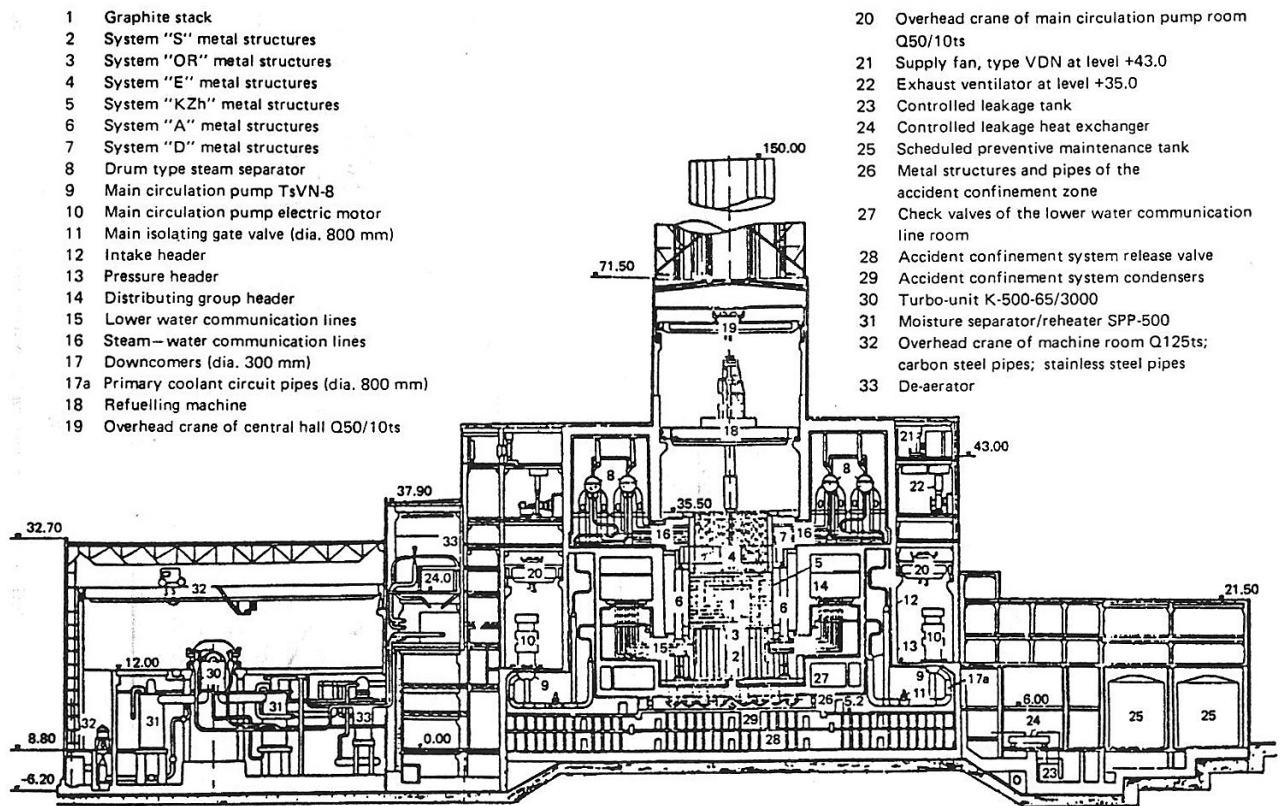 1 Graphite stack
2 System "S" metal structures
3 System "OR" metal structures
4 System "E" metal structures
5 System "KZh" metal structures
6 System "A" metal structures
7 System "D" metal structures
8 Drum type steam separator
9 Main circulation pump TsVN-8
10 Main circulation pump electric motor
11 Main isolating gate valve (dia. 800 mm)
12 Intake header
13 Pressure header
14 Distributing group header
15 Lower water communication lines
16 Steam–water communication lines
17 Downcomers (dia. 300 mm)
17a Primary coolant circuit pipes (dia. 800 mm)
18 Refuelling machine
19 Overhead crane of central hall Q50/10ts
20 Overhead crane of main circulation pump room
Q50/10ts
21 Supply fan, type VDN at level +43.0
22 Exhaust ventilator at level +35.0
23 Controlled leakage tank
24 Controlled leakage heat exchanger
25 Scheduled preventive maintenance tank
26 Metal structures and pipes of the
accident confinement zone
27 Check valves of the lower water communication
line room
28 Accident confinement system release valve
29 Accident confinement system condensers
30 Turbo-unit K-500-65/3000
31 Moisture separator/reheater SPP-500
32 Overhead crane of machine room Q125ts;
carbon steel pipes; stainless steel pipes
33 De-aerator
150.00
71.50
19
18
21
43.00
8
8
22
37.90
35.50
32.70
33
16
7
16
4
20
20
5
24.0
32
14
12
21.50
6
1
6
10
3
13
10
15
2
12.00
30
27
9
17a
9
11
31
31
33
26
5.2
6.00
25
25
32
29
24
8.80
0.00
28
23
-6.20